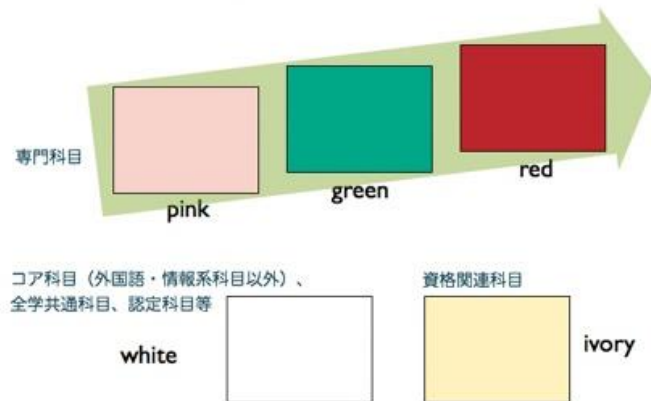 専門科目
pink
green
red
コア科目（外国語・情報系科目以外）、
全学共通科目、認定科目等
資格関連科目
white
ivory